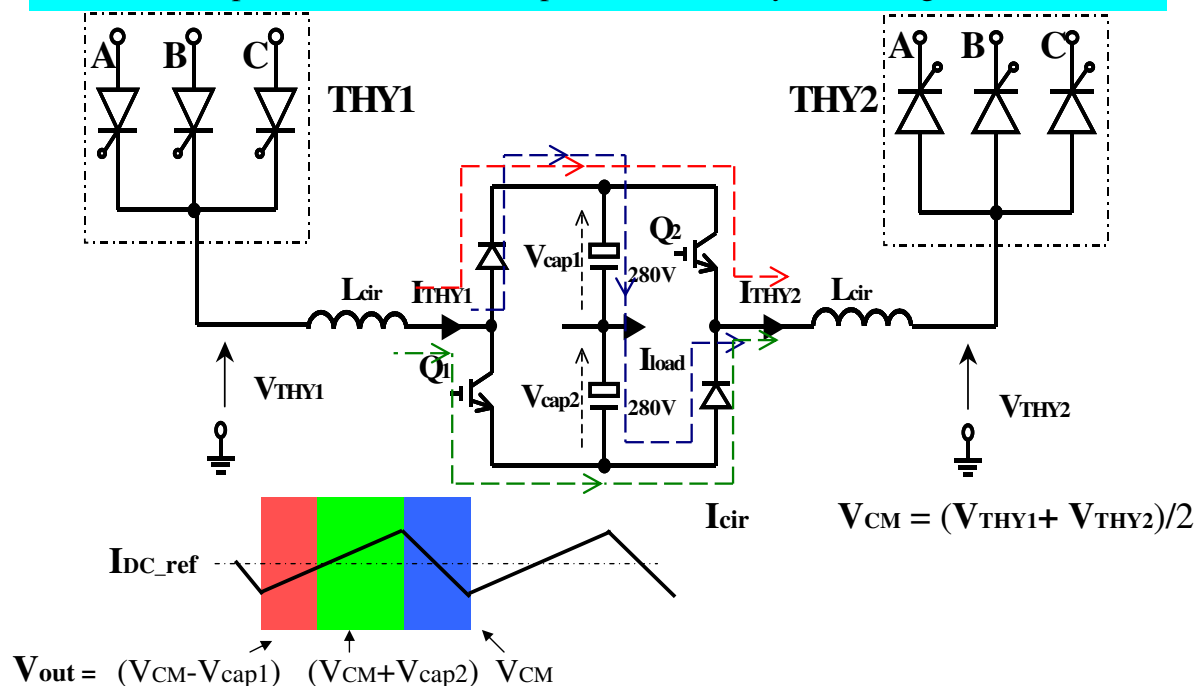 A B C
THY1
A B C
THY2
Q2
Vcap1
280V
Lcir
ITHY1
ITHY2
Lcir
Q1
Iload
VTHY1
Vcap2
280V
VTHY2
Icir
VCM = (VTHY1+ VTHY2)/2
IDC_ref
Vout = (VCM-Vcap1) (VCM+Vcap2) VCM